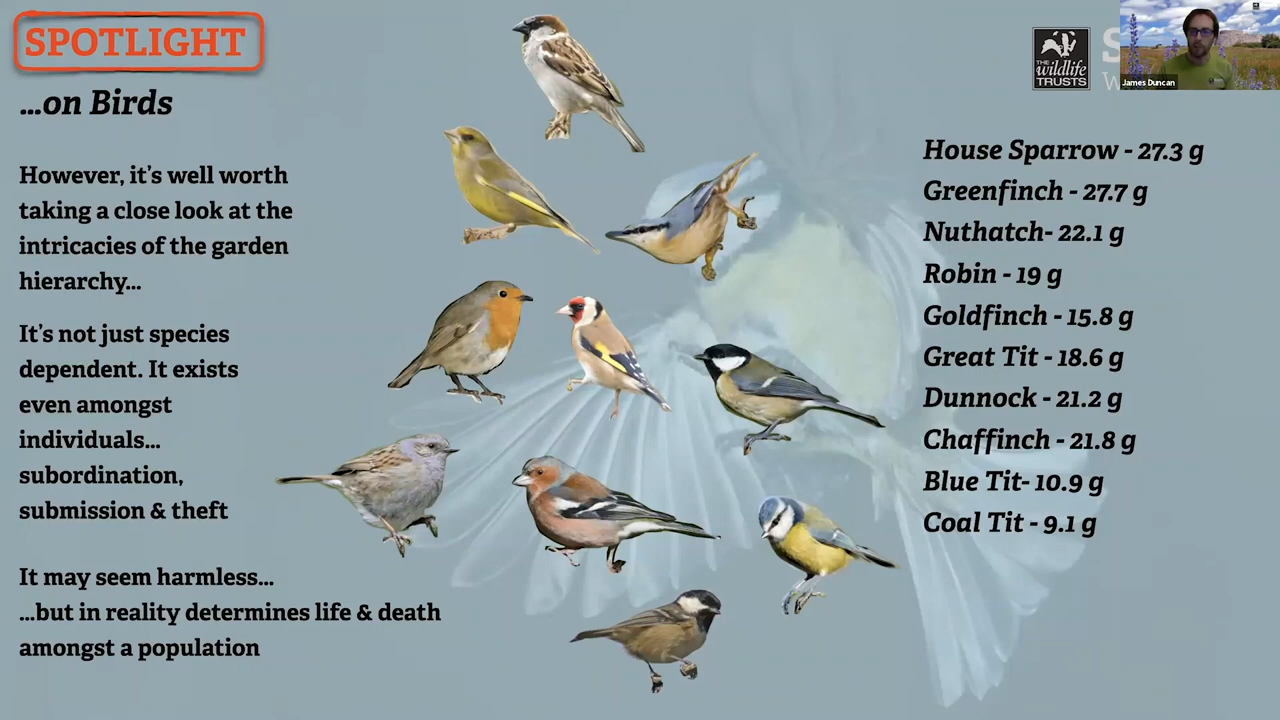 SPOTLIGHT
...on Birds
However, it's well worth
taking a close look at the
intricacies of the garden
hierarchy...
It's not just species
dependent. It exists
even amongst
individuals...
subordination,
submission & theft
It may seem harmless...
...but in reality determines life & death
amongst a population
THE
wildlife
TRUSTS
S
W
James Duncan
House Sparrow - 27.3 g
Greenfinch - 27.7 g
Nuthatch- 22.1 g
Robin - 19 g
Goldfinch - 15.8 g
Great Tit - 18.6 g
Dunnock - 21.2 g
Chaffinch - 21.8 g
Blue Tit- 10.9 g
Coal Tit - 9.1 g